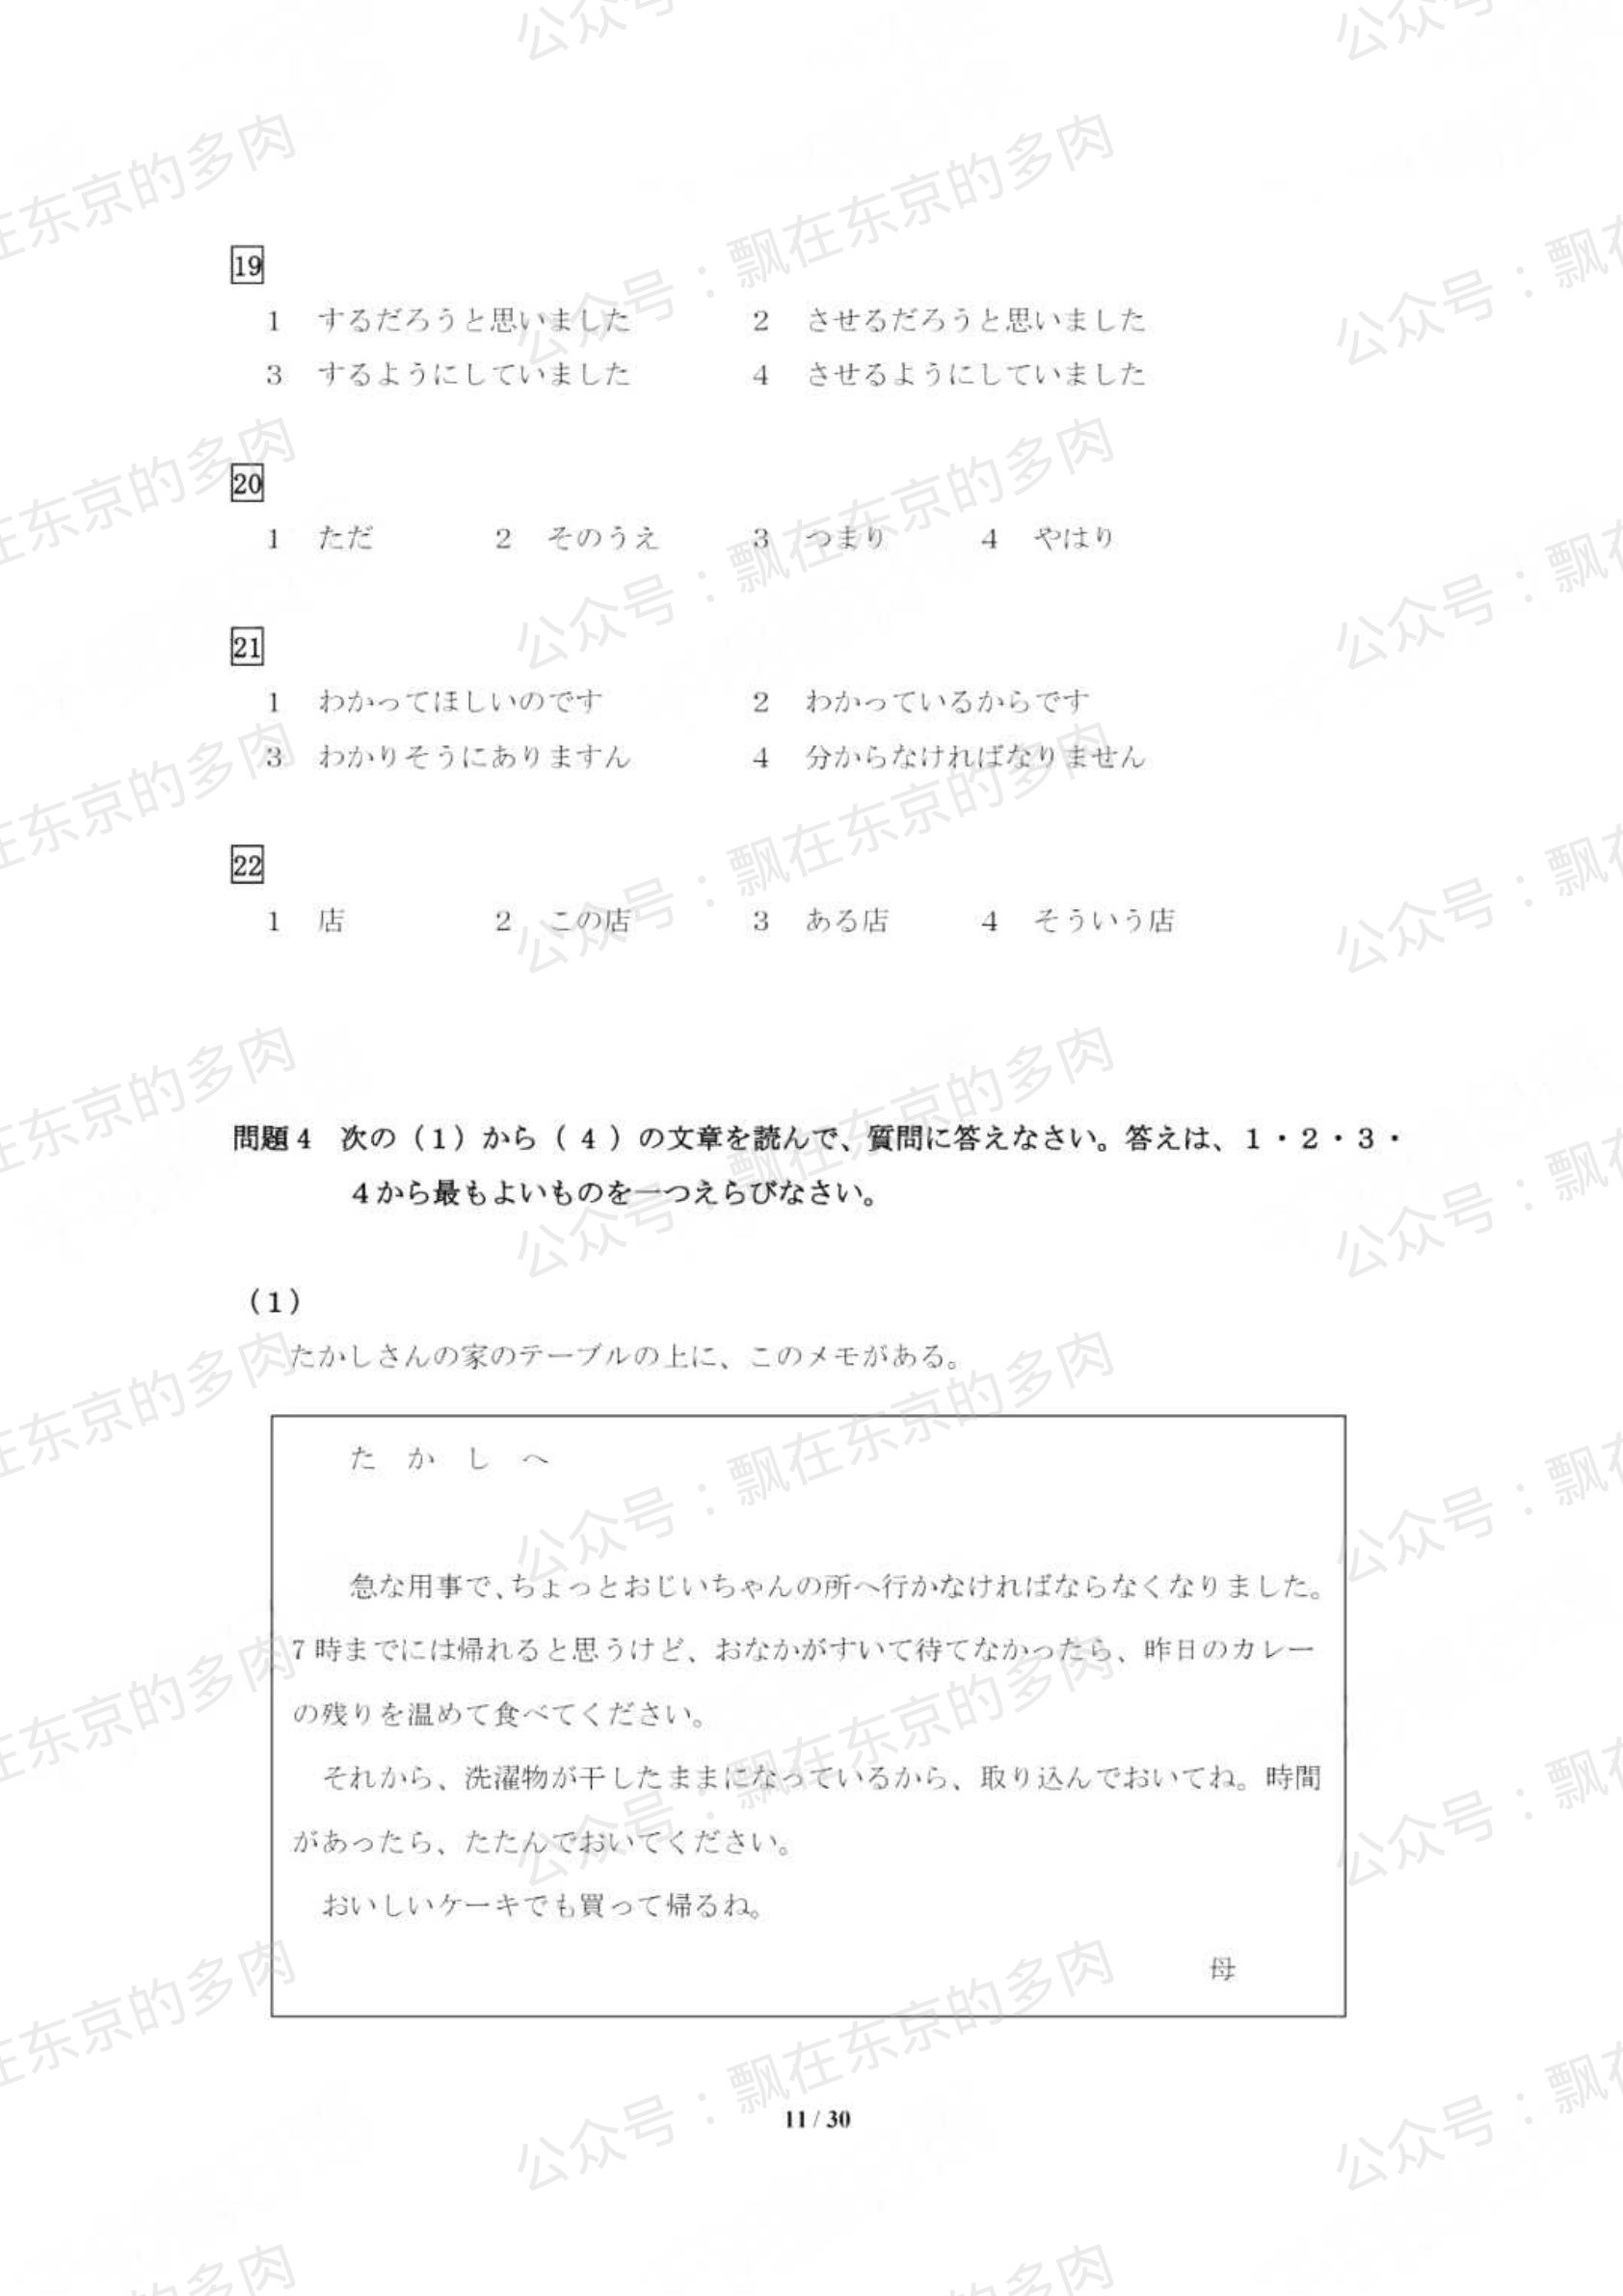 19
1 するだろうと思いました 2 させるだろうと思いました
3 するようにしていました 4 させるようにしていました
20
1 ただ 2 そのうえ 3 つまり 4 やはり
21
1 わかってほしいのです 2 わかっているからです
3 わかりそうにありますん 4 分からなければなりません
22
1 店 2 この店 3 ある店 4 そういう店
問題4 次の（1）から（4）の文章を読んで、質問に答えなさい。答えは、1・2・3・
4から最もよいものを一つえらびなさい。
（1）
たかしさんの家のテーブルの上に、このメモがある。
たかしへ
急な用事で、ちょっとおじいちゃんの所へ行かなければならなくなりました。
7時までには帰れると思うけど、おなかがすいて待てなかったら、昨日のカレー
の残りを温めて食べてください。
それから、洗濯物が干したままになっているから、取り込んでおいてね。時間
があったら、たたんでおいてください。
おいしいケーキでも買って帰るね。
母
11 / 30
公众号：飘在东京的多肉